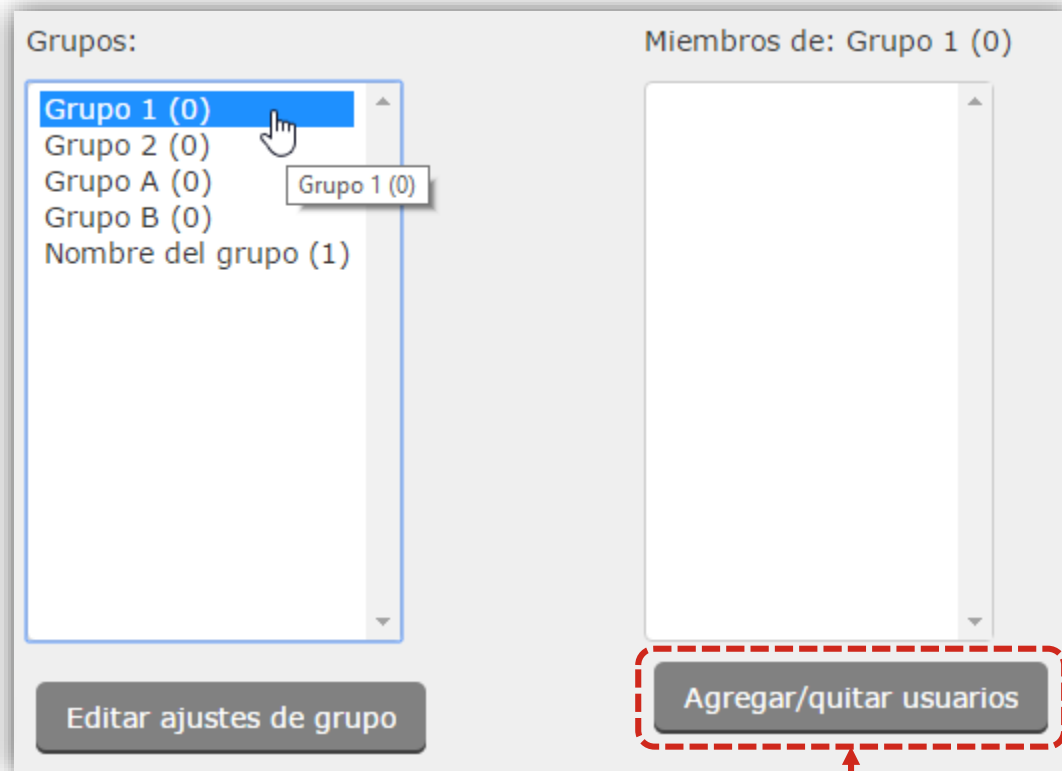 Grupos:
Grupo 1 (0)
Grupo 2 (0)
Grupo A (0)
Grupo 1 (0)
Grupo B (0)
Nombre del grupo (1)
Editar ajustes de grupo
Miembros de: Grupo 1 (0)
Agregar/quitar usuarios